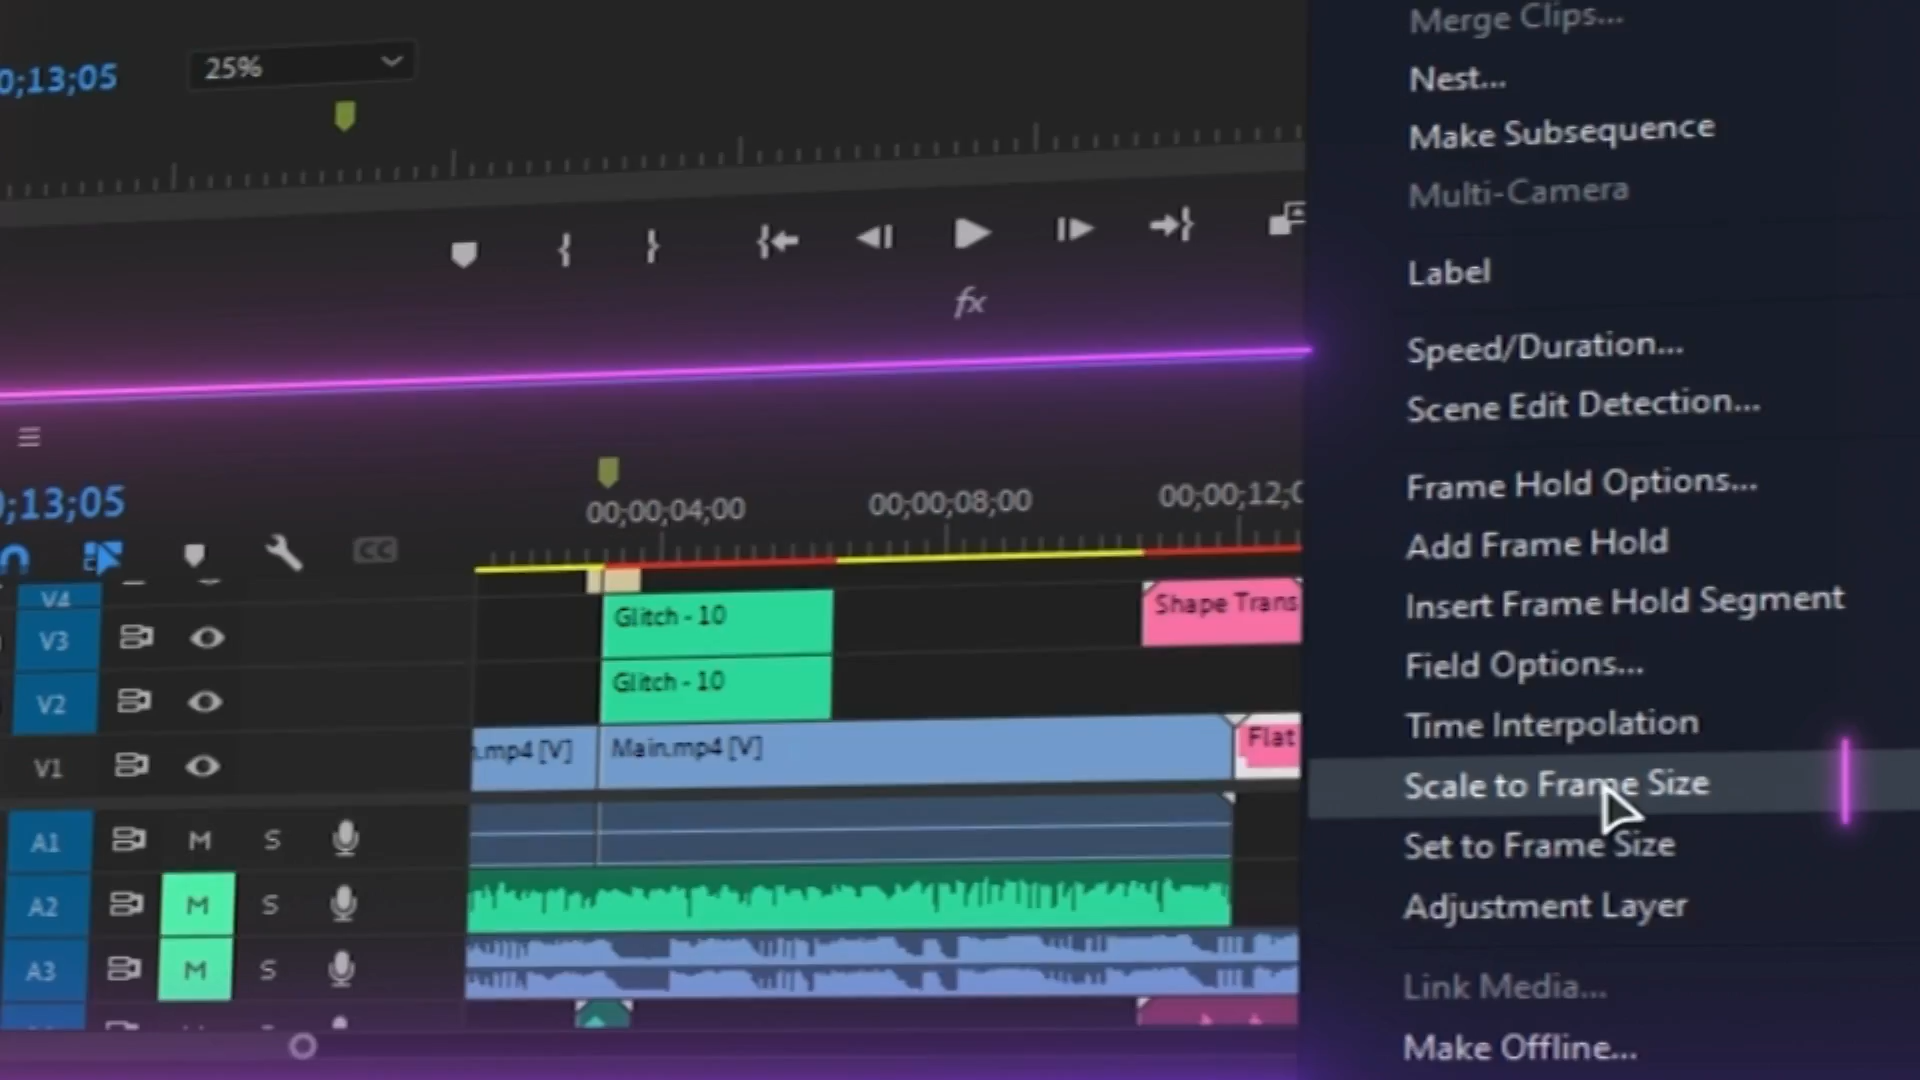 Merge Clips...
0;13;05
25%
Nest...
Make Subsequence
Multi-Camera
Label
fx
Speed/Duration...
Scene Edit Detection...
;13;05
00;00;04;00
00;00;08;00
00;00;12;0
Frame Hold Options...
CC
Add Frame Hold
V4
Glitch - 10
Shape Trans
Insert Frame Hold Segment
V3
Field Options...
V2
Glitch - 10
V1
.mp4 [V]
Main.mp4 [V]
Flat
Time Interpolation
Scale to Frame Size
A1
M
S
Set to Frame Size
A2
M
S
Adjustment Layer
A3
M
S
Link Media...
Make Offline...